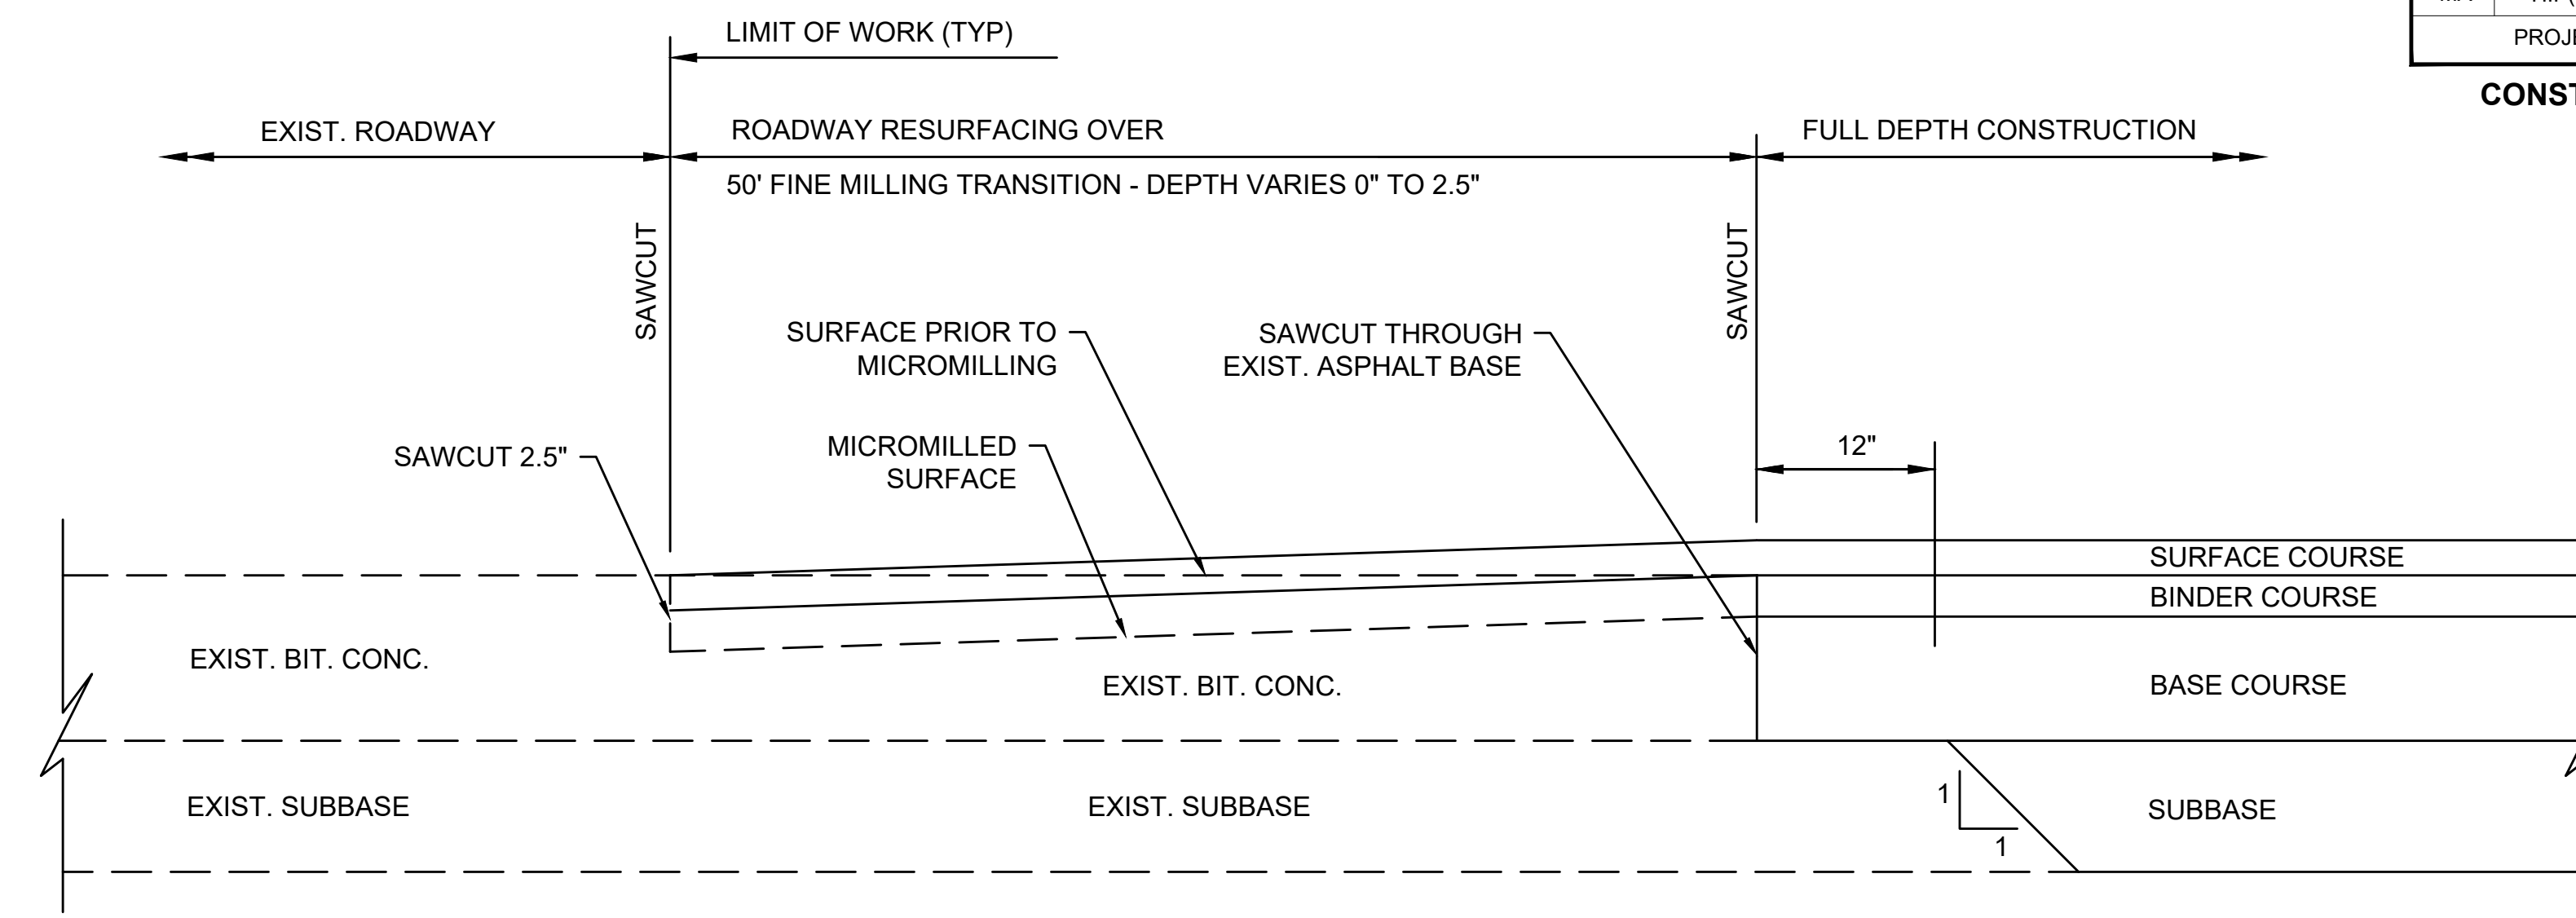 LIMIT OF WORK (TYP)
CONST
EXIST. ROADWAY
ROADWAY RESURFACING OVER
FULL DEPTH CONSTRUCTION
50' FINE MILLING TRANSITION - DEPTH VARIES 0" TO 2.5"
SAWCUT
SAWCUT
SURFACE PRIOR TO
MICROMILLING
SAWCUT THROUGH
EXIST. ASPHALT BASE
SAWCUT 2.5"
MICROMILLED
SURFACE
12"
SURFACE COURSE
BINDER COURSE
EXIST. BIT. CONC.
EXIST. BIT. CONC.
BASE COURSE
EXIST. SUBBASE
EXIST. SUBBASE
1
1
SUBBASE